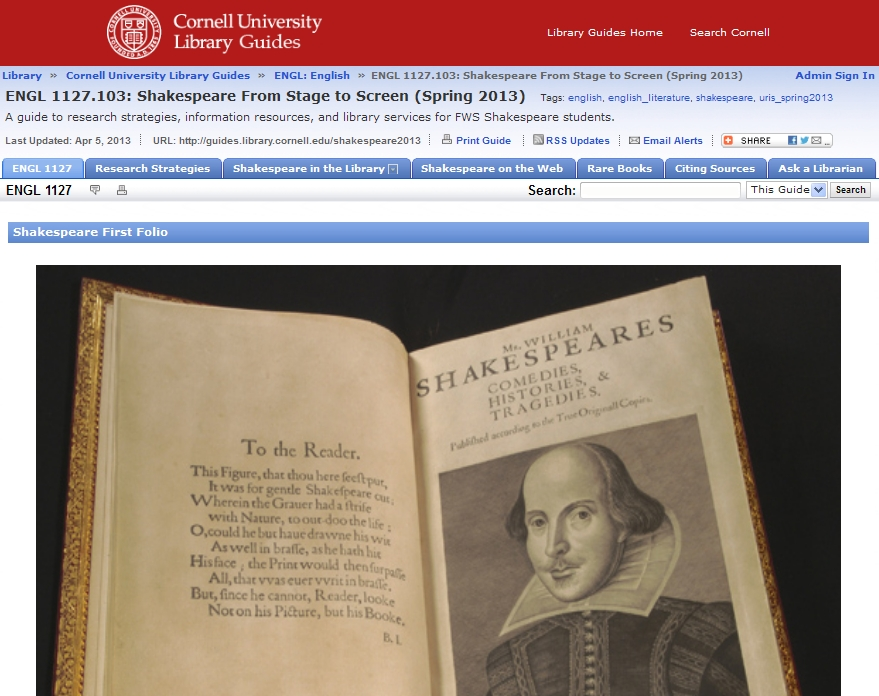 Cornell University
Library Guides
Library Guides Home Search Cornell
Library » Cornell University Library Guides » ENGL: English » ENGL 1127.103: Shakespeare From Stage to Screen (Spring 2013) Admin Sign In
ENGL 1127.103: Shakespeare From Stage to Screen (Spring 2013) Tags: english, english_literature, shakespeare, uris_spring2013
A guide to research strategies, information resources, and library services for FWS Shakespeare students.
Last Updated: Apr 5, 2013 URL: http://guides.library.cornell.edu/shakespeare2013 Print Guide RSS Updates Email Alerts SHARE
ENGL 1127 Research Strategies Shakespeare in the Library Shakespeare on the Web Rare Books Citing Sources Ask a Librarian
ENGL 1127 Search: This Guide Search
Shakespeare First Folio
To the Reader.
This Figure, that thou here seeſt put,
It was for gentle Shakeſpeare cut;
Wherein the Grauer had a ſtrife
with Nature, to out-doo the life :
O, could he but haue drawne his wit
As well in braſſe, as he hath hit
His face ; the Print would then ſurpaſſe
All, that vvas euer vvrit in braſſe.
But, ſince he cannot, Reader, looke
Not on his Picture, but his Booke.
B. I.
Mr. WILLIAM
SHAKESPEARES
COMEDIES,
HISTORIES, &
TRAGEDIES.
Publiſhed according to the True Originall Copies.